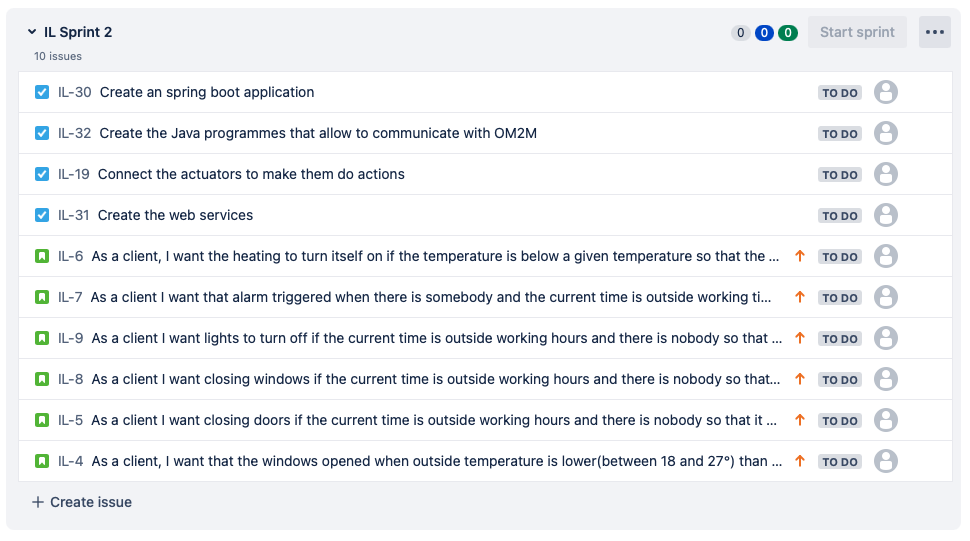 IL Sprint 2
0 0 0 Start sprint
10 issues
IL-30 Create an spring boot application TO DO
IL-32 Create the Java programmes that allow to communicate with OM2M TO DO
IL-19 Connect the actuators to make them do actions TO DO
IL-31 Create the web services TO DO
IL-6 As a client, I want the heating to turn itself on if the temperature is below a given temperature so that the ... TO DO
IL-7 As a client I want that alarm triggered when there is somebody and the current time is outside working ti... TO DO
IL-9 As a client I want lights to turn off if the current time is outside working hours and there is nobody so that ... TO DO
IL-8 As a client I want closing windows if the current time is outside working hours and there is nobody so that... TO DO
IL-5 As a client I want closing doors if the current time is outside working hours and there is nobody so that it ... TO DO
IL-4 As a client, I want that the windows opened when outside temperature is lower(between 18 and 27°) than ... TO DO
+ Create issue